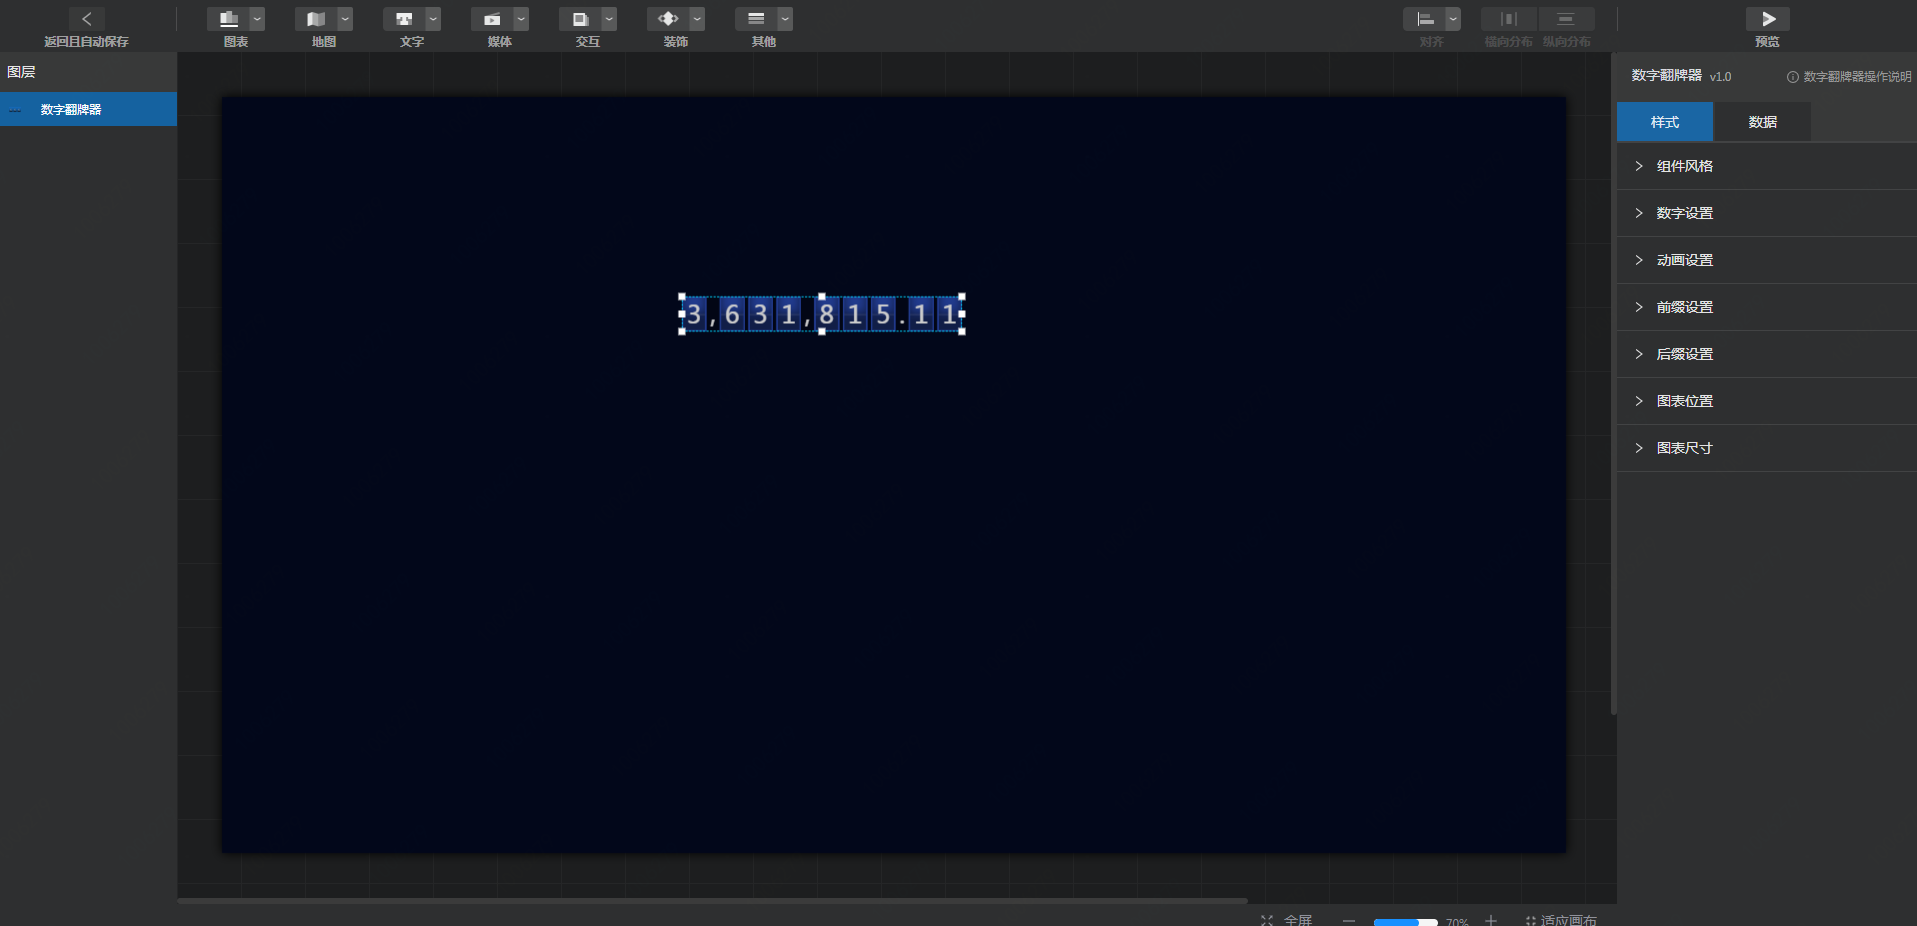 返回且自动保存
图表
地图
文字
媒体
交互
装饰
其他
对齐
横向分布
纵向分布
预览
图层
数字翻牌器
数字翻牌器 v1.0
数字翻牌器操作说明
样式
数据
组件风格
数字设置
动画设置
前缀设置
后缀设置
图表位置
图表尺寸
3,631,815.11
全屏
70%
适应画布